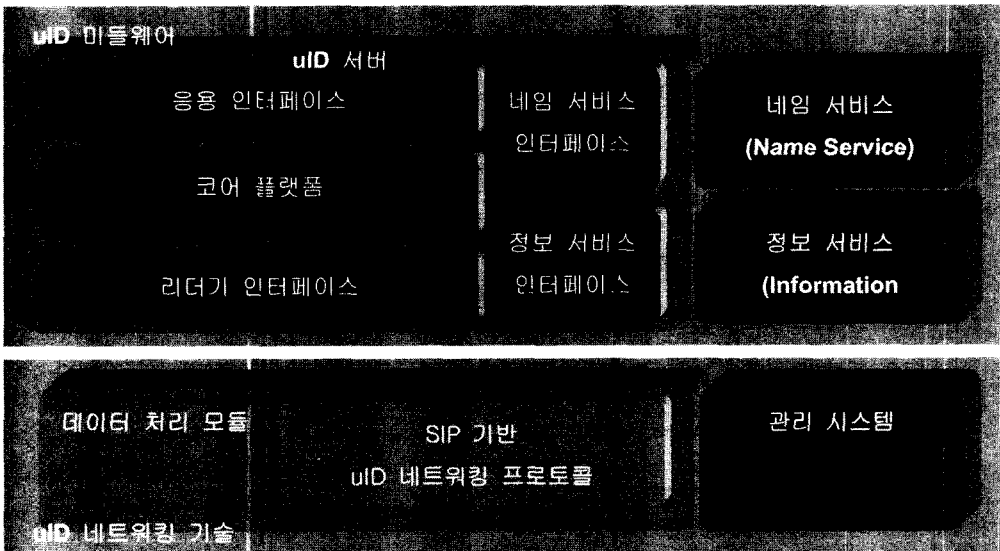 uID 미들웨어
uID 서버
응용 인터페이스
코어 플랫폼
리더기 인터페이스
네임 서비스
인터페이스
정보 서비스
인터페이스
네임 서비스
(Name Service)
정보 서비스
(Information
데이터 처리 모듈
SIP 기반
uID 네트워킹 프로토콜
관리 시스템
uID 네트워킹 기술